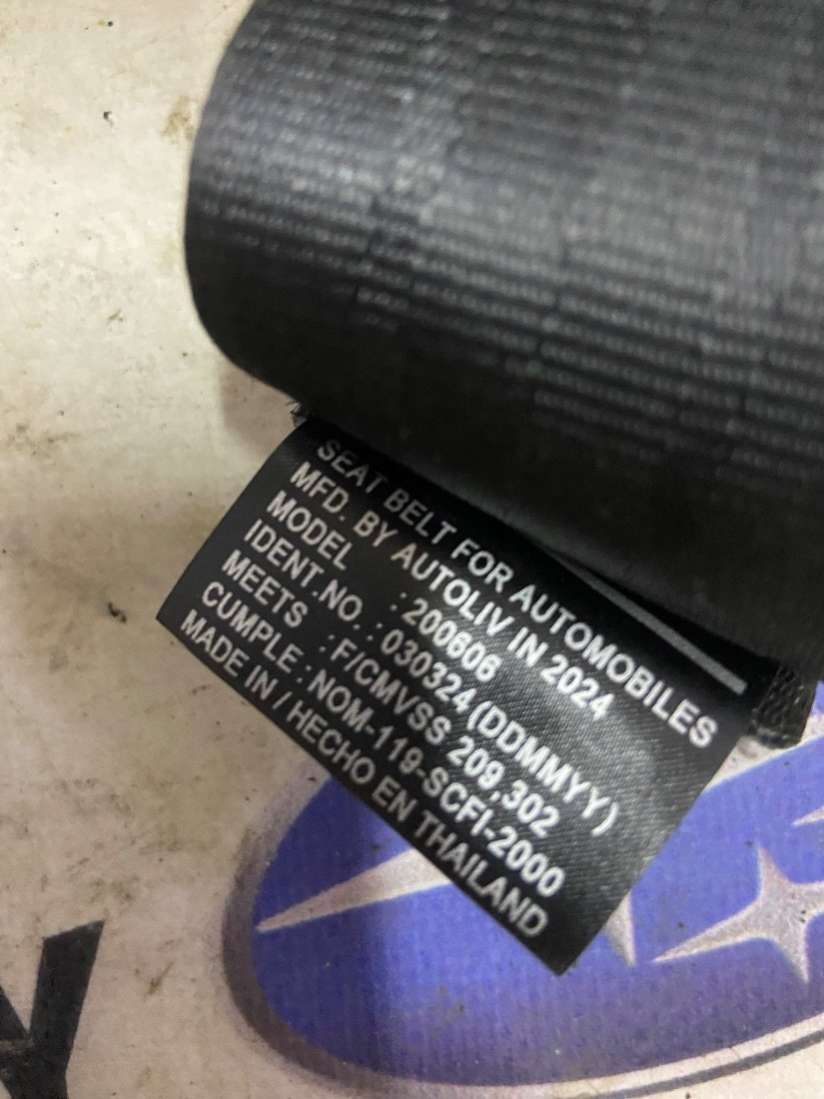 SEAT BELT FOR AUTOMOBILES
MFD. BY AUTOLIV IN 2024
MODEL : 200606
IDENT.NO. : 030324 (DDMMYY)
MEETS : F/CMVSS 209,302
CUMPLE : NOM-119-SCFI-2000
MADE IN / HECHO EN THAILAND
Y